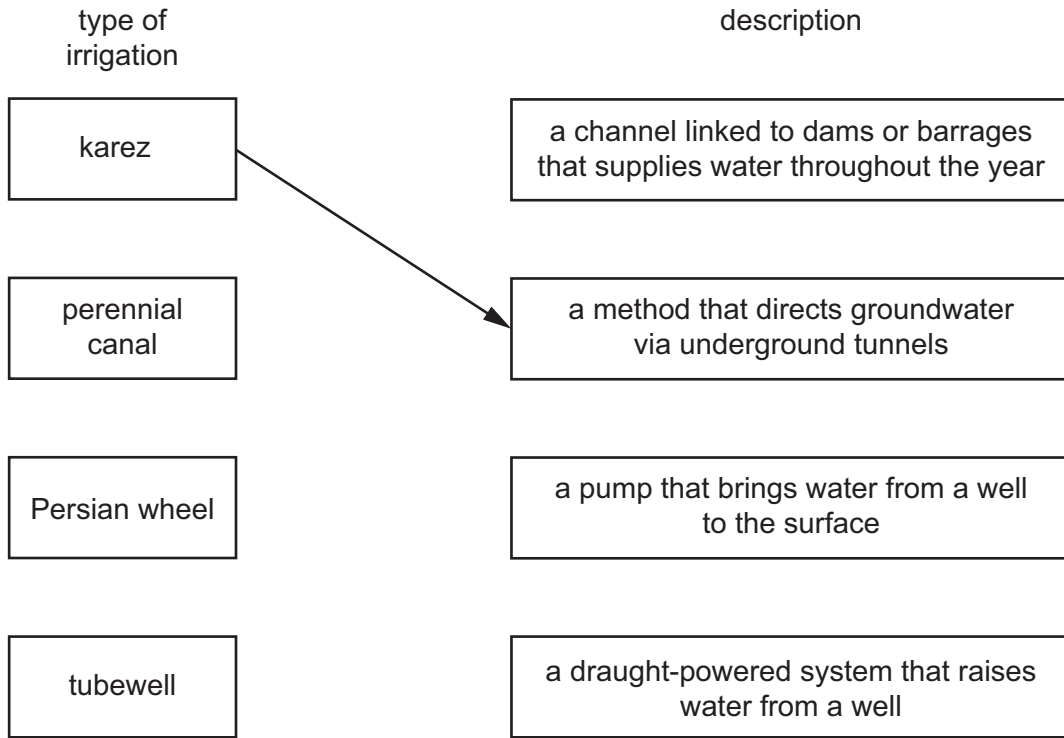 type of
irrigation
description
karez
a channel linked to dams or barrages
that supplies water throughout the year
perennial
canal
a method that directs groundwater
via underground tunnels
Persian wheel
a pump that brings water from a well
to the surface
tubewell
a draught-powered system that raises
water from a well